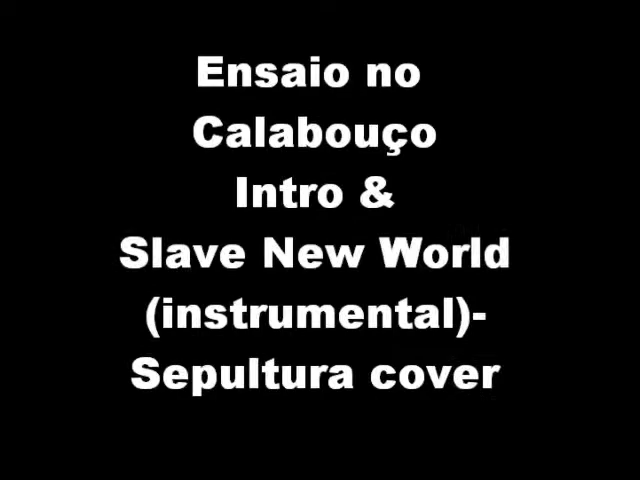 Ensaio no
Calabouço
Intro &
Slave New World
(instrumental)-
Sepultura cover